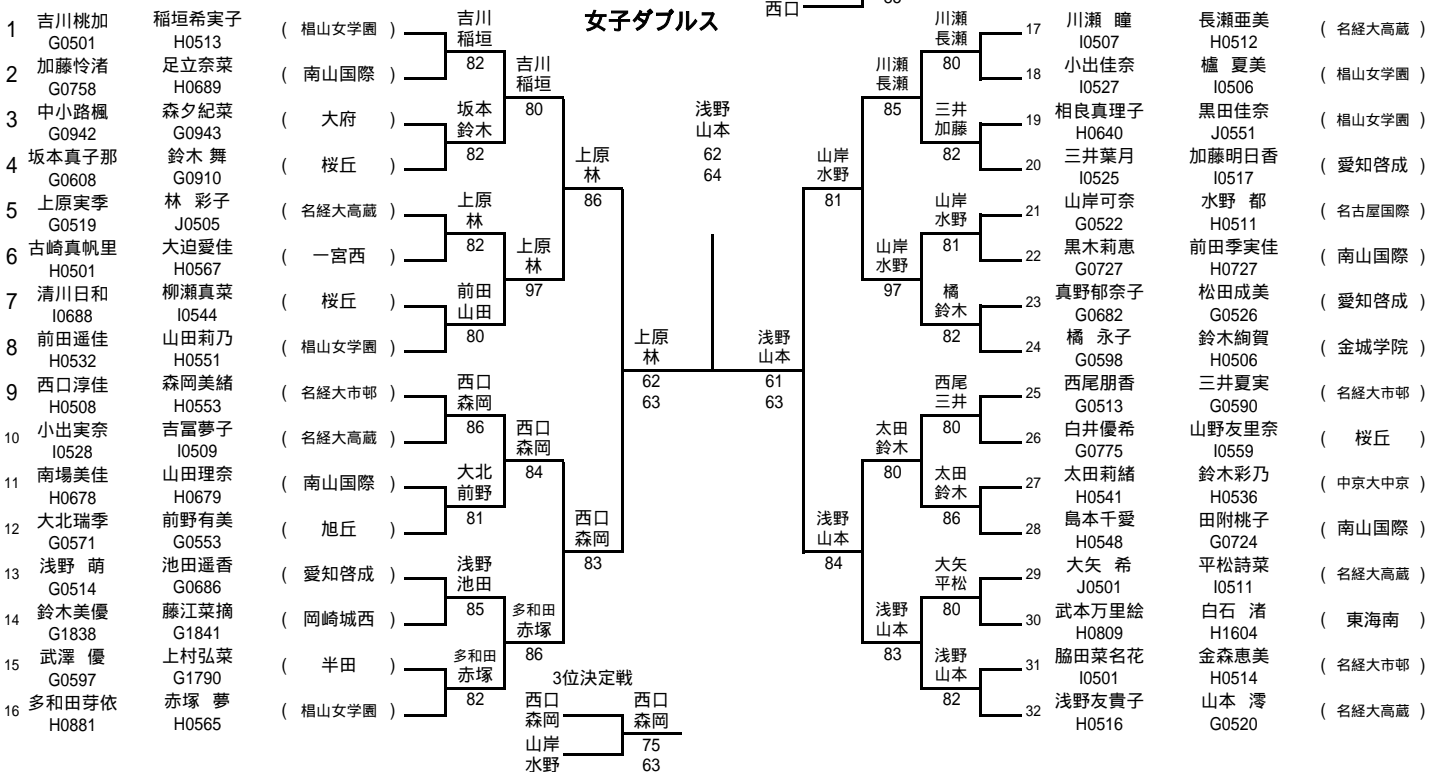 女子ダブルス
西口
1 吉川桃加 稲垣希実子 ( 椙山女学園 )
G0501 H0513
2 加藤怜渚 足立奈菜 ( 南山国際 )
G0758 H0689
3 中小路楓 森夕紀菜 ( 大府 )
G0942 G0943
4 坂本真子那 鈴木 舞 ( 桜丘 )
G0608 G0910
5 上原実季 林 彩子 ( 名経大高蔵 )
G0519 J0505
6 古崎真帆里 大迫愛佳 ( 一宮西 )
H0501 H0567
7 清川日和 柳瀬真菜 ( 桜丘 )
I0688 I0544
8 前田遥佳 山田莉乃 ( 椙山女学園 )
H0532 H0551
9 西口淳佳 森岡美緒 ( 名経大市邨 )
H0508 H0553
10 小出実奈 吉冨夢子 ( 名経大高蔵 )
I0528 I0509
11 南場美佳 山田理奈 ( 南山国際 )
H0678 H0679
12 大北瑞季 前野有美 ( 旭丘 )
G0571 G0553
13 浅野 萌 池田遥香 ( 愛知啓成 )
G0514 G0686
14 鈴木美優 藤江菜摘 ( 岡崎城西 )
G1838 G1841
15 武澤 優 上村弘菜 ( 半田 )
G0597 G1790
16 多和田芽依 赤塚 夢 ( 椙山女学園 )
H0881 H0565
吉川
稲垣
82
坂本
鈴木
82
上原
林
82
前田
山田
80
西口
森岡
86
大北
前野
81
浅野
池田
85
多和田
赤塚
82
吉川
稲垣
80
上原
林
97
西口
森岡
84
多和田
赤塚
86
上原
林
86
西口
森岡
83
上原
林
62
63
浅野
山本
62
64
浅野
山本
61
63
山岸
水野
81
浅野
山本
84
川瀬
長瀬
85
山岸
水野
97
太田
鈴木
80
浅野
山本
83
川瀬
長瀬
80
三井
加藤
82
山岸
水野
81
橘
鈴木
82
西尾
三井
80
太田
鈴木
86
大矢
平松
80
浅野
山本
82
17 川瀬 瞳 長瀬亜美 ( 名経大高蔵 )
I0507 H0512
18 小出佳奈 櫨 夏美 ( 椙山女学園 )
I0527 I0506
19 相良真理子 黒田佳奈 ( 椙山女学園 )
H0640 J0551
20 三井葉月 加藤明日香 ( 愛知啓成 )
I0525 I0517
21 山岸可奈 水野 都 ( 名古屋国際 )
G0522 H0511
22 黒木莉恵 前田季実佳 ( 南山国際 )
G0727 H0727
23 真野郁奈子 松田成美 ( 愛知啓成 )
G0682 G0526
24 橘 永子 鈴木絢賀 ( 金城学院 )
G0598 H0506
25 西尾朋香 三井夏実 ( 名経大市邨 )
G0513 G0590
26 白井優希 山野友里奈 ( 桜丘 )
G0775 I0559
27 太田莉緒 鈴木彩乃 ( 中京大中京 )
H0541 H0536
28 島本千愛 田附桃子 ( 南山国際 )
H0548 G0724
29 大矢 希 平松詩菜 ( 名経大高蔵 )
J0501 I0511
30 武本万里絵 白石 渚 ( 東海南 )
H0809 H1604
31 脇田菜名花 金森恵美 ( 名経大市邨 )
I0501 H0514
32 浅野友貴子 山本 澪 ( 名経大高蔵 )
H0516 G0520
3位決定戦
西口
森岡
山岸
水野
西口
森岡
75
63